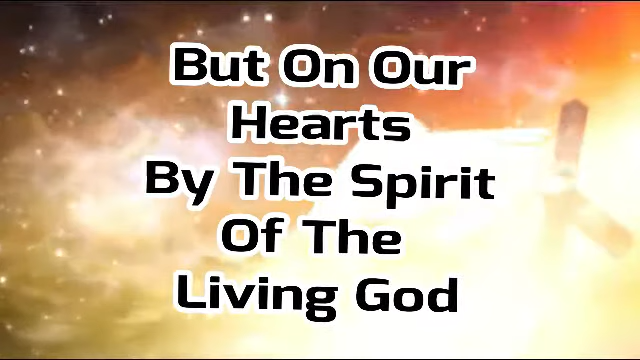 But On Our
Hearts
By The Spirit
Of The
Living God